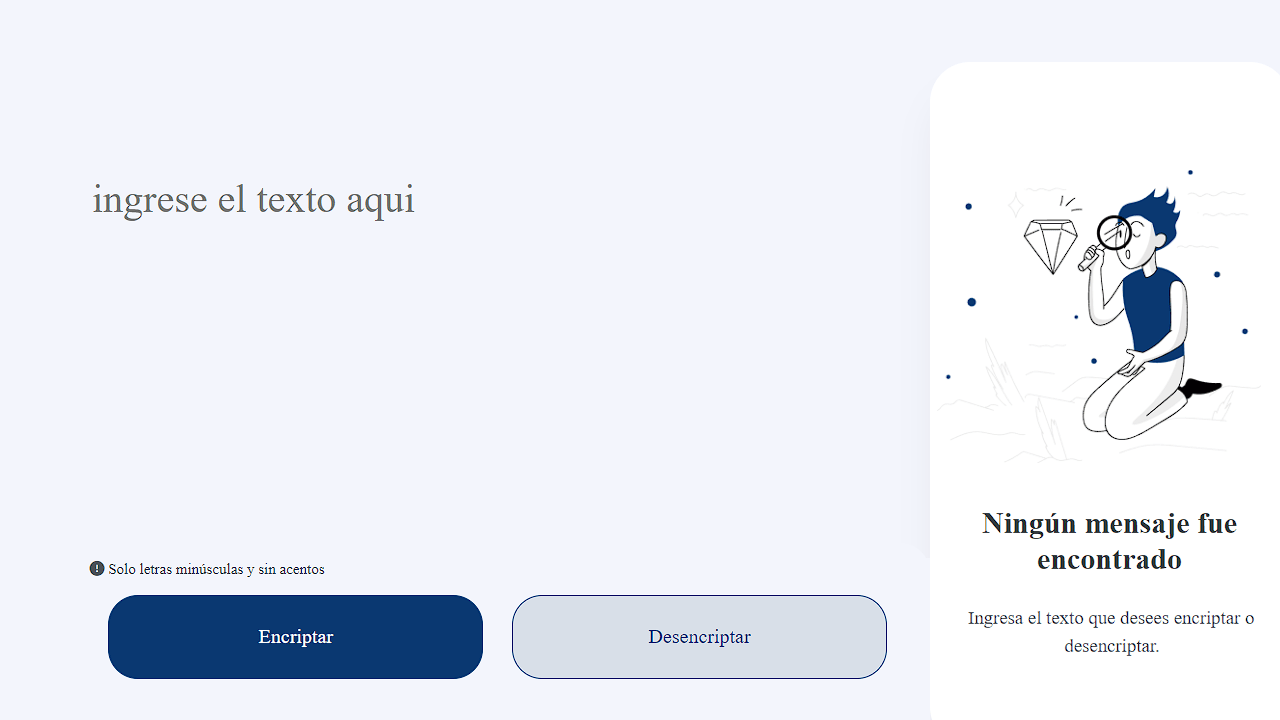 ingrese el texto aqui
Solo letras minúsculas y sin acentos
Encriptar
Desencriptar
Ningún mensaje fue
encontrado
Ingresa el texto que desees encriptar o
desencriptar.